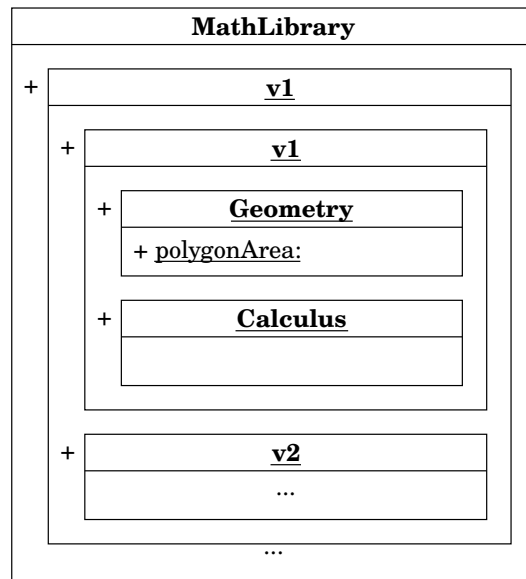 MathLibrary
+ v1
+ v1
+ Geometry
+ polygonArea:
+ Calculus
+ v2
...
...